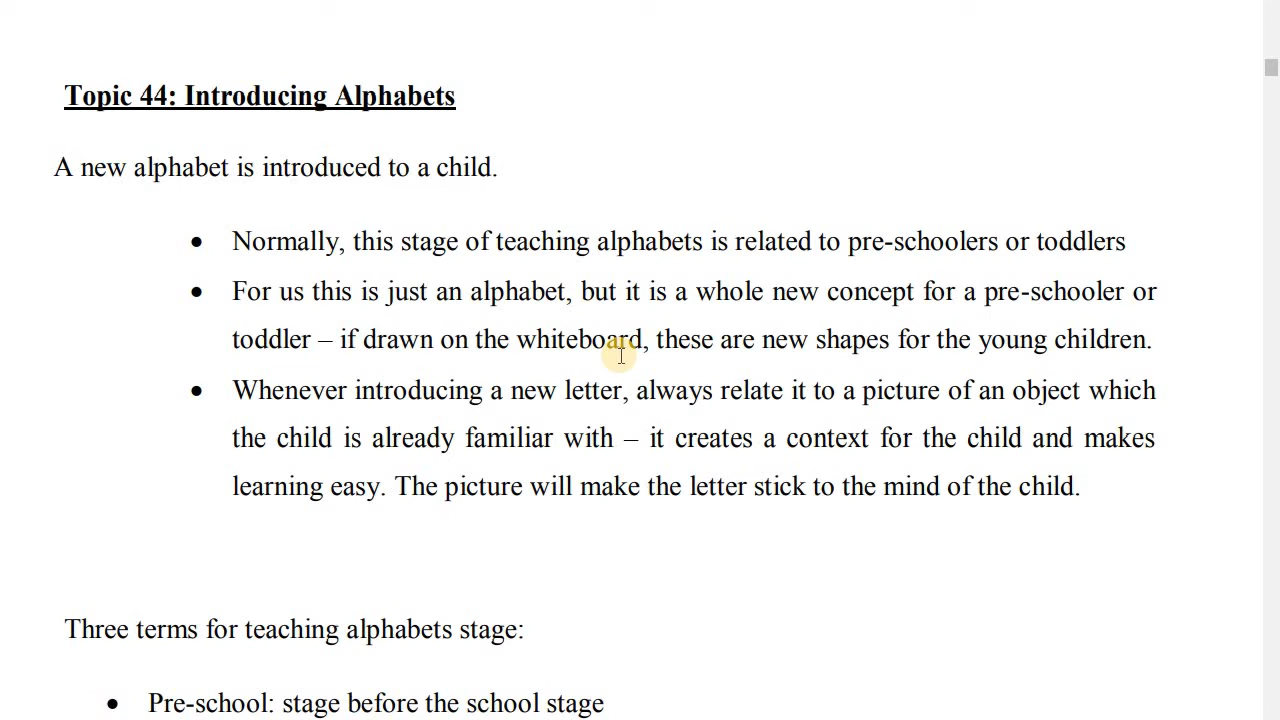 Topic 44: Introducing Alphabets
A new alphabet is introduced to a child.
• Normally, this stage of teaching alphabets is related to pre-schoolers or toddlers
• For us this is just an alphabet, but it is a whole new concept for a pre-schooler or
toddler – if drawn on the whiteboard, these are new shapes for the young children.
• Whenever introducing a new letter, always relate it to a picture of an object which
the child is already familiar with – it creates a context for the child and makes
learning easy. The picture will make the letter stick to the mind of the child.
Three terms for teaching alphabets stage:
• Pre-school: stage before the school stage